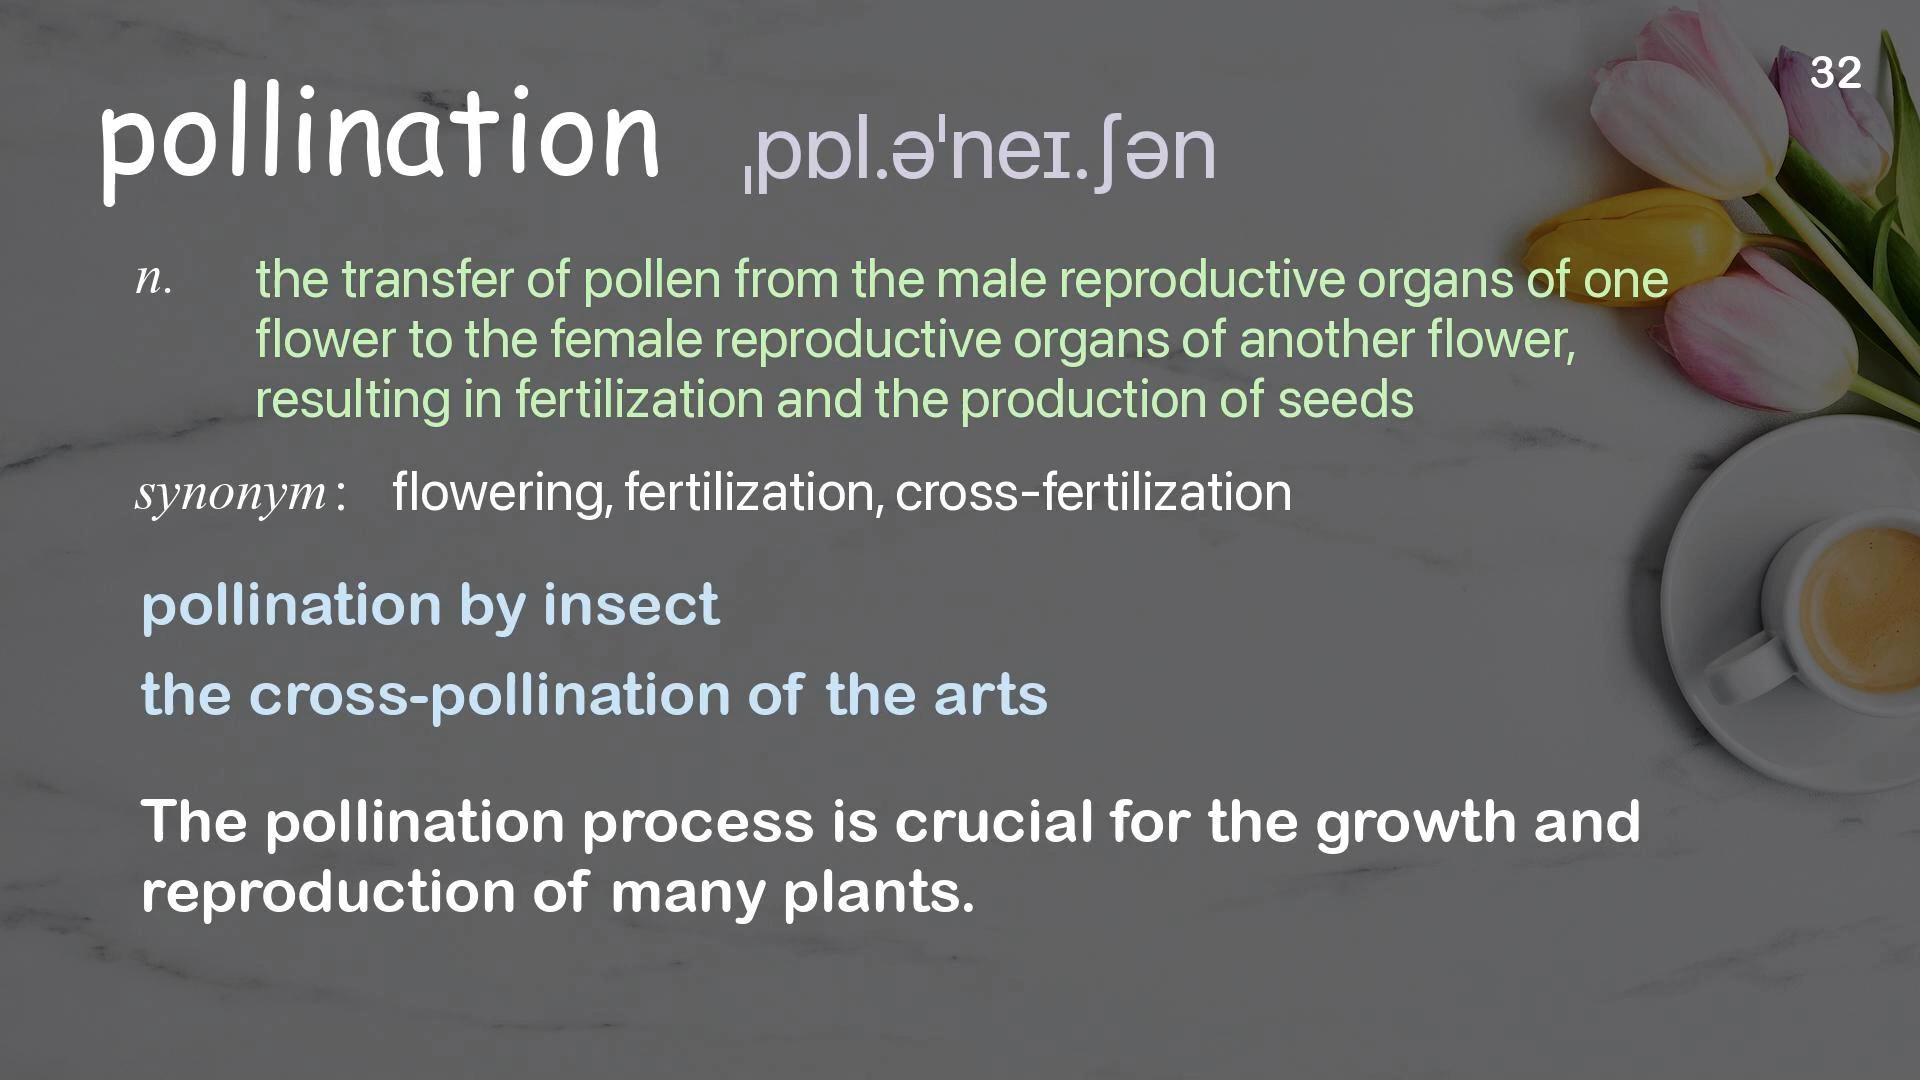 32
pollination ˌpɒl.əˈneɪ.ʃən
n. the transfer of pollen from the male reproductive organs of one
flower to the female reproductive organs of another flower,
resulting in fertilization and the production of seeds
synonym: flowering, fertilization, cross-fertilization
pollination by insect
the cross-pollination of the arts
The pollination process is crucial for the growth and
reproduction of many plants.